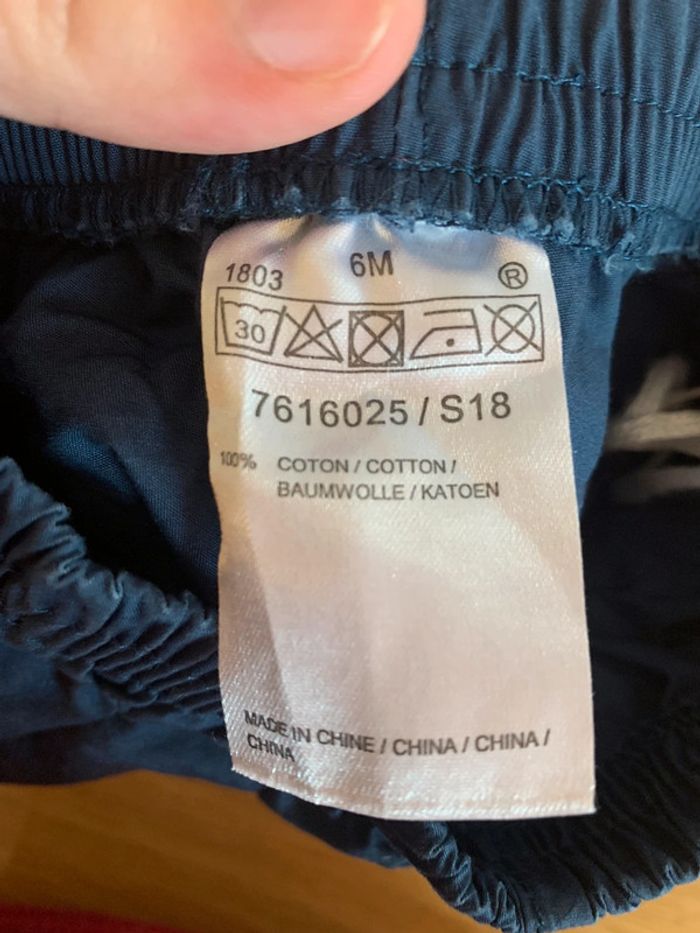 1803 6M ®
30
7616025 / S18
100% COTON / COTTON /
BAUMWOLLE / KATOEN
MADE IN CHINE / CHINA / CHINA /
CHINA